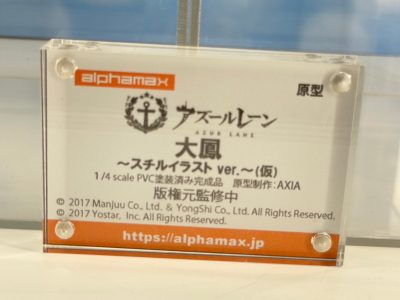 alphamax
原型
アズールレーン
AZUR LANE
大鳳
～スチルイラスト ver.～(仮)
1/4 scale PVC塗装済み完成品　原型制作：AXIA
版権元監修中
© 2017 Manjuu Co., Ltd. & YongShi Co., Ltd. All Rights Reserved.
© 2017 Yostar, Inc. All Rights Reserved.
https://alphamax.jp